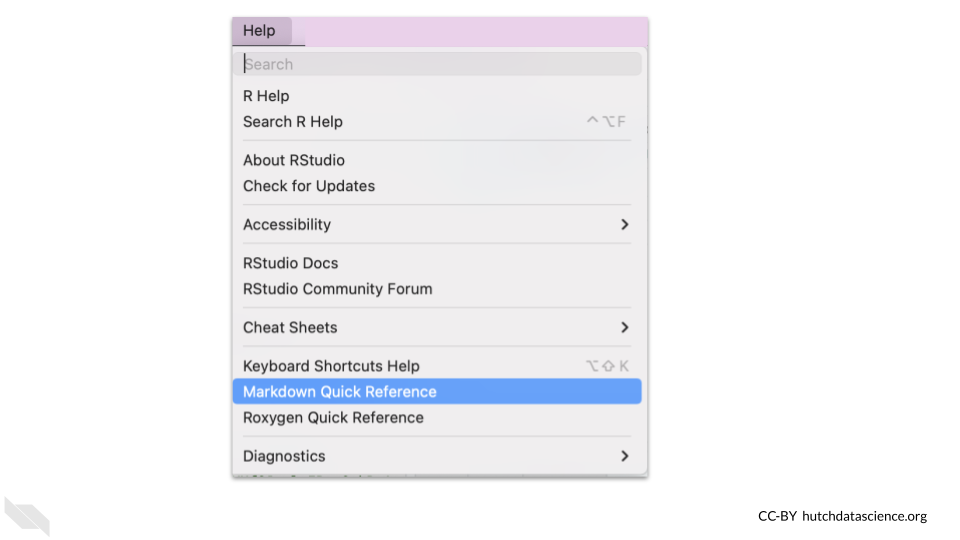 Help
Search
R Help
Search R Help ^⌥F
About RStudio
Check for Updates
Accessibility
RStudio Docs
RStudio Community Forum
Cheat Sheets
Keyboard Shortcuts Help ⌥⇧K
Markdown Quick Reference
Roxygen Quick Reference
Diagnostics
CC-BY hutchdatascience.org